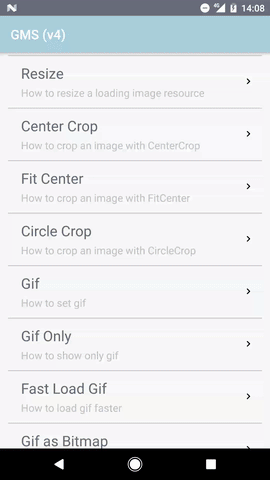 14:08
GMS (v4)
Resize
How to resize a loading image resource
Center Crop
How to crop an image with CenterCrop
Fit Center
How to crop an image with FitCenter
Circle Crop
How to crop an image with CircleCrop
Gif
How to set gif
Gif Only
How to show only gif
Fast Load Gif
How to load gif faster
Gif as Bitmap